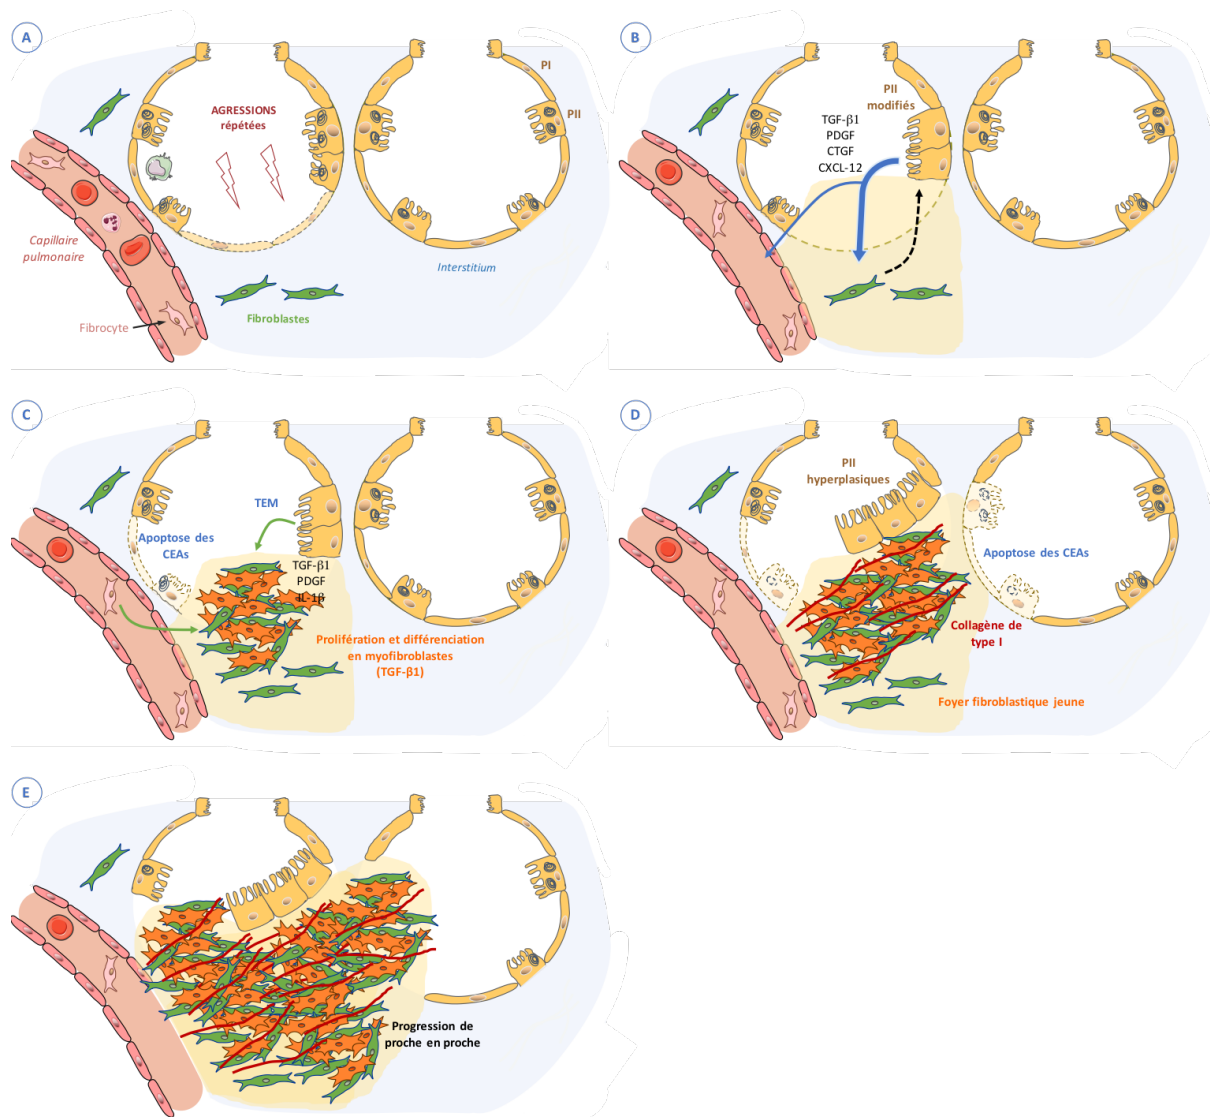 A
AGRESSIONS
répétées
PI
PII
Capillaire
pulmonaire
Interstitium
Fibroblastes
Fibrocyte
B
PII
modifiés
TGF-β1
PDGF
CTGF
CXCL-12
C
TEM
Apoptose des
CEAs
TGF-β1
PDGF
IL-1β
Prolifération et différenciation
en myofibroblastes
(TGF-β1)
D
PII
hyperplasiques
Apoptose des CEAs
Collagène de
type I
Foyer fibroblastique jeune
E
Progression de
proche en proche